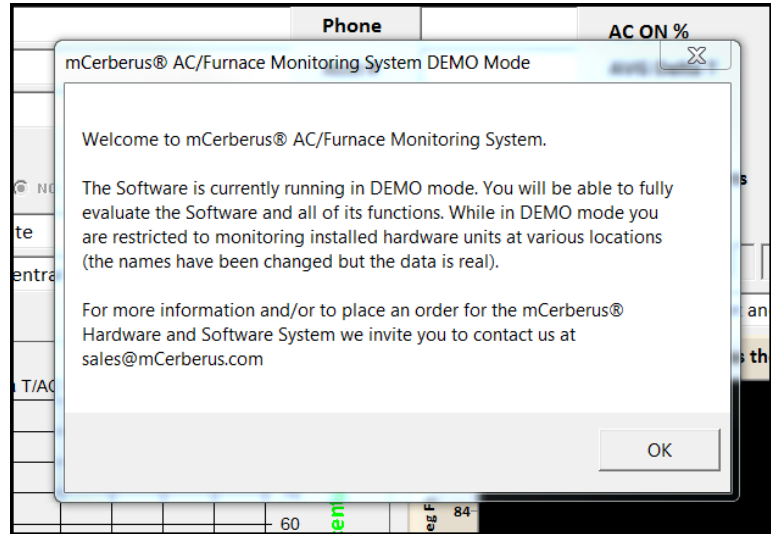 Phone
AC ON %
mCerberus® AC/Furnace Monitoring System DEMO Mode
Welcome to mCerberus® AC/Furnace Monitoring System.
The Software is currently running in DEMO mode. You will be able to fully
evaluate the Software and all of its functions. While in DEMO mode you
are restricted to monitoring installed hardware units at various locations
(the names have been changed but the data is real).
For more information and/or to place an order for the mCerberus®
Hardware and Software System we invite you to contact us at
sales@mCerberus.com
OK
T/AC
60
84